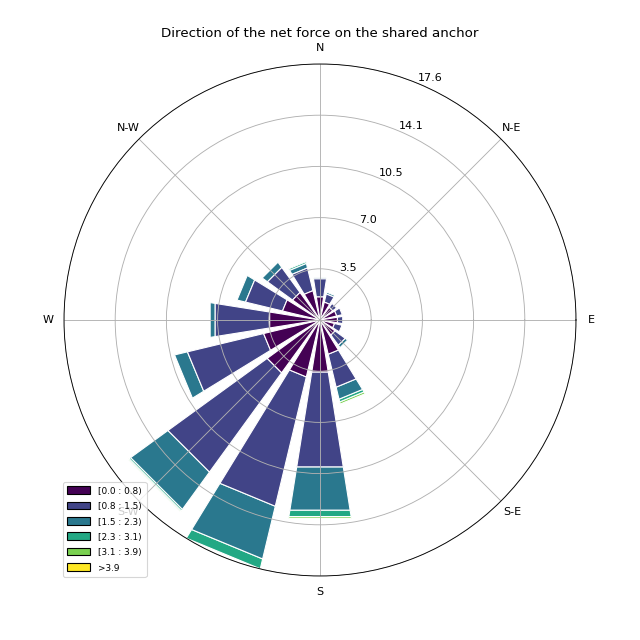 Direction of the net force on the shared anchor
N
N-W
N-E
17.6
14.1
10.5
7.0
3.5
W
E
S-W
S-E
S
[0.0 : 0.8)
[0.8 : 1.5)
[1.5 : 2.3)
[2.3 : 3.1)
[3.1 : 3.9)
>3.9